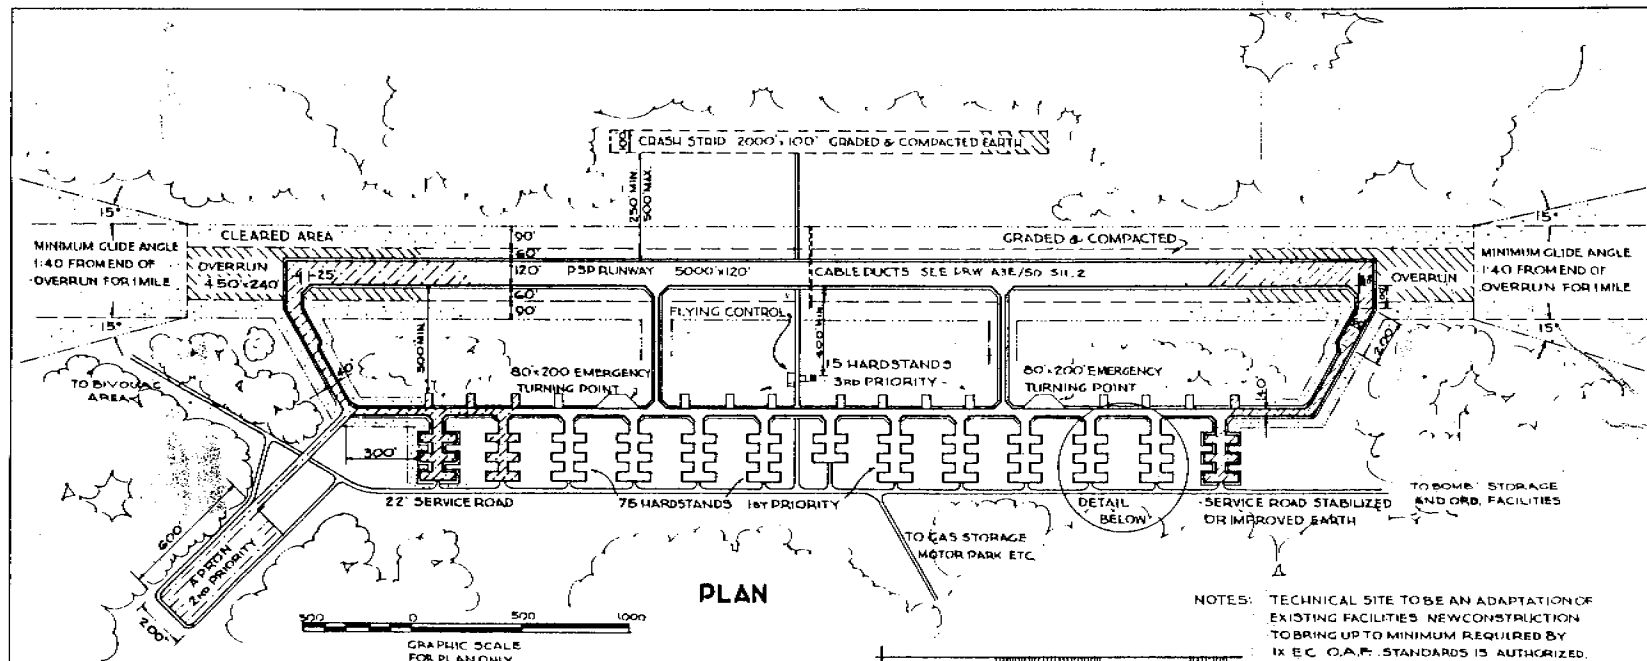 CRASH STRIP 2000'x100' GRADED & COMPACTED EARTH
100'
250' MIN.
500' MAX.
15°
15°
CLEARED AREA
90'
GRADED & COMPACTED
MINIMUM GLIDE ANGLE
1:40 FROM END OF
OVERRUN FOR 1 MILE
60'
OVERRUN
450'x240'
25'
120'
PSP RUNWAY 5000'x120'
CABLE DUCTS SEE
OVERRUN
MINIMUM GLIDE ANGLE
1:40 FROM END OF
OVERRUN FOR 1 MILE
60'
90'
100'
15°
15°
FLYING CONTROL
500' MIN.
400' MIN.
200'
TO BIVOUAC
AREA
40'
80'x200' EMERGENCY
TURNING POINT
15 HARDSTANDS
3RD PRIORITY
80'x200' EMERGENCY
TURNING POINT
40'
300'
22' SERVICE ROAD
HARDSTANDS 1ST PRIORITY
DETAIL
BELOW
SERVICE ROAD STABILIZED
OR IMPROVED EARTH
TO BOMB STORAGE
AND ORD. FACILITIES
600'
APRON
2ND PRIORITY
200'
TO GAS STORAGE
MOTOR PARK ETC.
PLAN
500 0 500 1000
GRAPHIC SCALE
FOR PLAN ONLY
NOTES: TECHNICAL SITE TO BE AN ADAPTATION OF
EXISTING FACILITIES NEW CONSTRUCTION
TO BRING UP TO MINIMUM REQUIRED BY
IX E.C. O.A.F. STANDARDS IS AUTHORIZED.